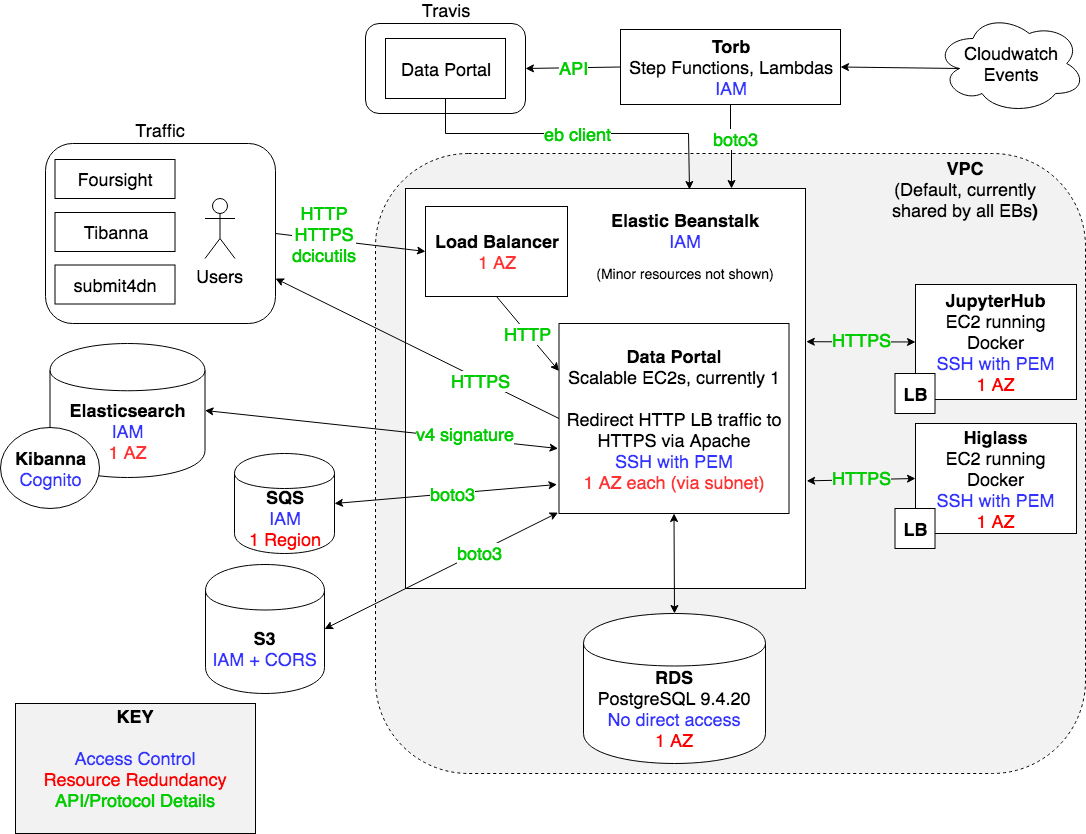 Travis
Data Portal
API
Torb
Step Functions, Lambdas
IAM
Cloudwatch
Events
eb client
boto3
Traffic
Foursight
Tibanna
submit4dn
Users
HTTP
HTTPS
dcicutils
VPC
(Default, currently
shared by all EBs)
Elastic Beanstalk
IAM
(Minor resources not shown)
Load Balancer
1 AZ
HTTP
HTTPS
Data Portal
Scalable EC2s, currently 1
Redirect HTTP LB traffic to
HTTPS via Apache
SSH with PEM
1 AZ each (via subnet)
HTTPS
JupyterHub
EC2 running
Docker
SSH with PEM
1 AZ
LB
HTTPS
Higlass
EC2 running
Docker
SSH with PEM
1 AZ
LB
Elasticsearch
IAM
1 AZ
Kibanna
Cognito
v4 signature
SQS
IAM
1 Region
boto3
S3
IAM + CORS
boto3
RDS
PostgreSQL 9.4.20
No direct access
1 AZ
KEY
Access Control
Resource Redundancy
API/Protocol Details